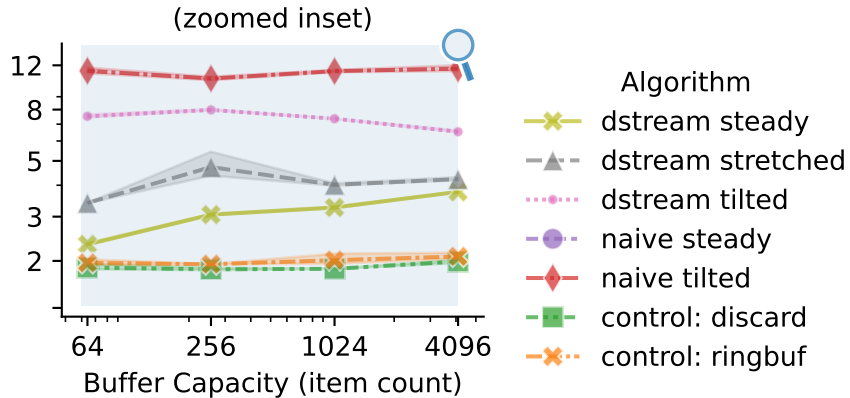 (zoomed inset)
12
8
5
3
2
64 256 1024 4096
Buffer Capacity (item count)
Algorithm
dstream steady
dstream stretched
dstream tilted
naive steady
naive tilted
control: discard
control: ringbuf